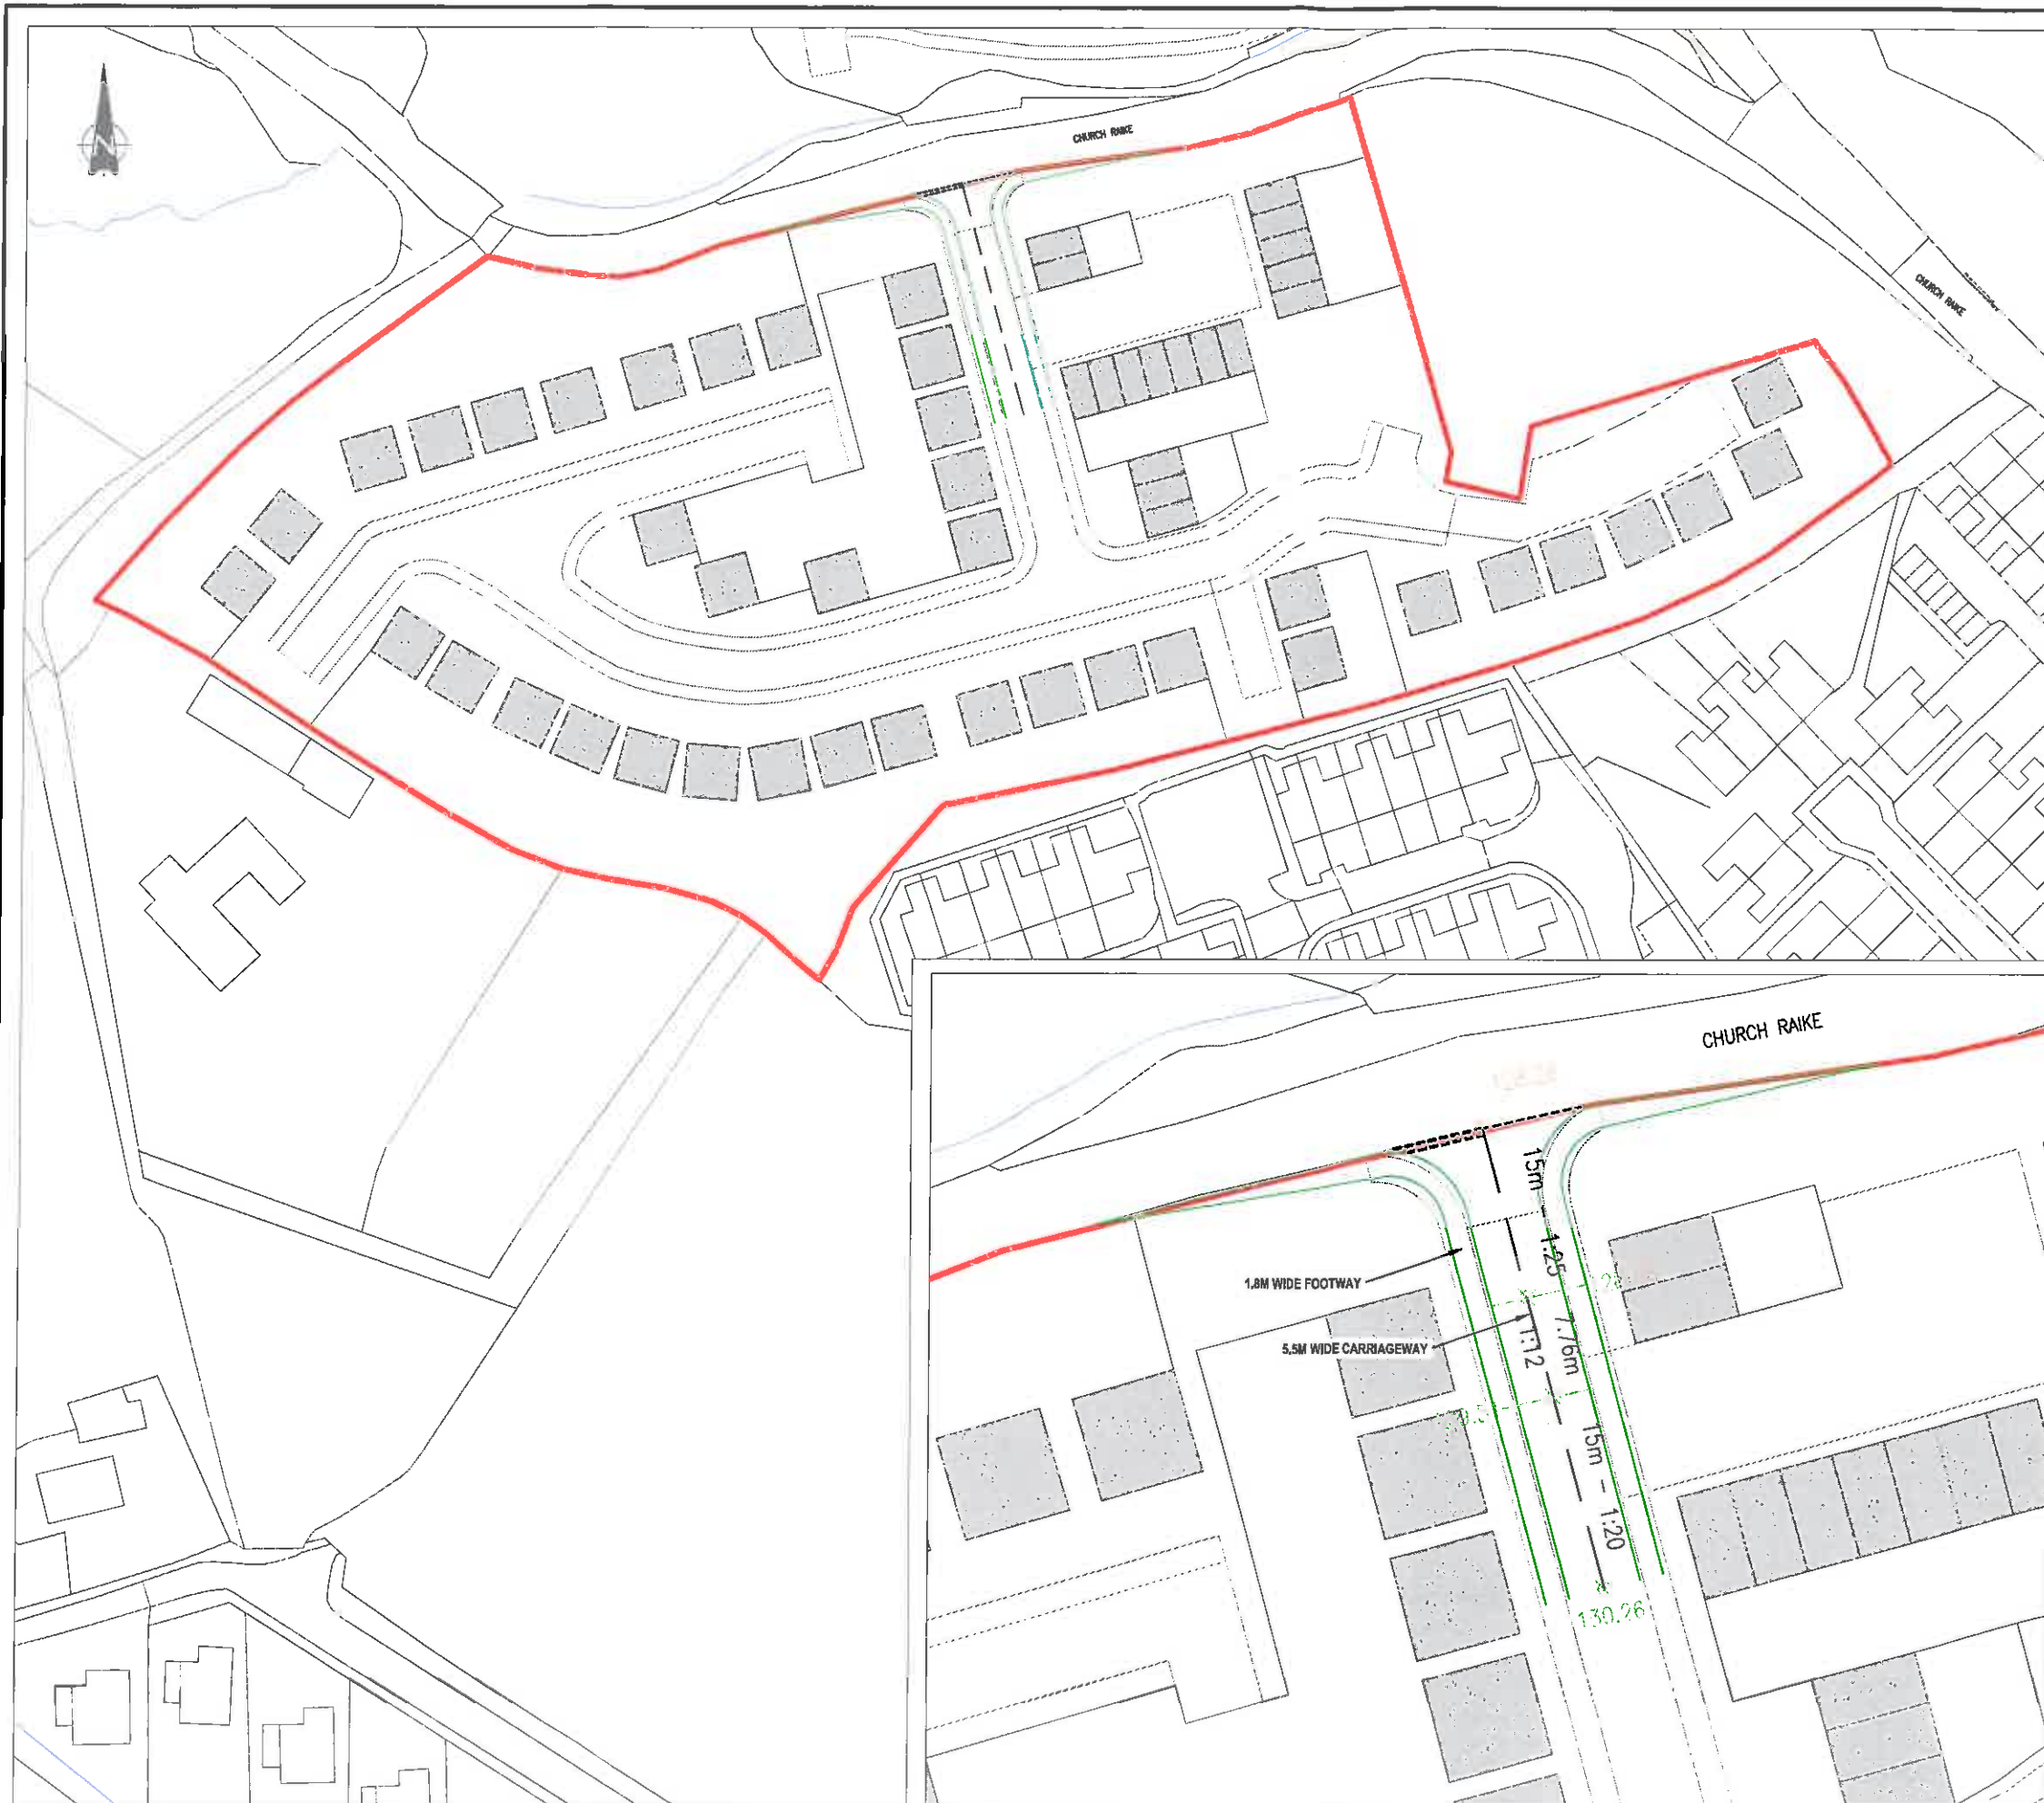 N
CHURCH RAIKE
CHURCH RAIKE
CHURCH RAIKE
15m - 1:25
1.8M WIDE FOOTWAY
5.5M WIDE CARRIAGEWAY
7.76m
1:12
15m - 1:20
130.26